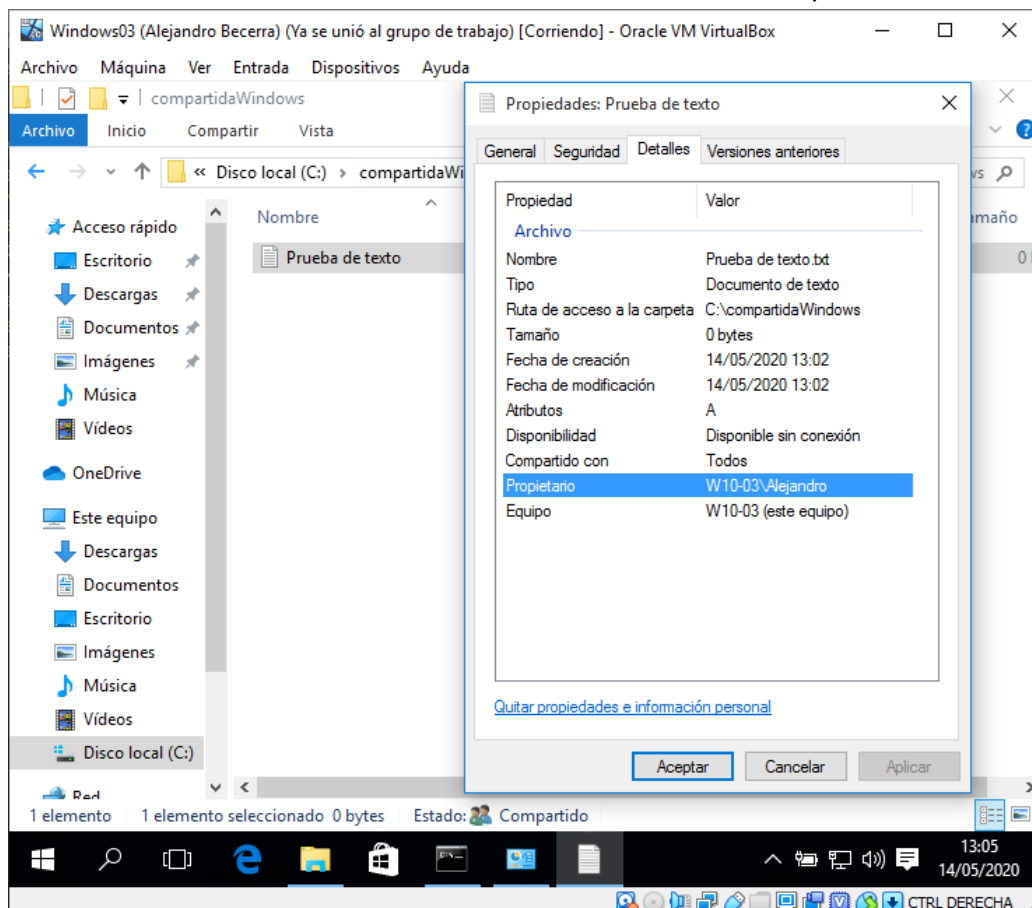 Windows03 (Alejandro Becerra) (Ya se unió al grupo de trabajo) [Corriendo] - Oracle VM VirtualBox
Archivo Máquina Ver Entrada Dispositivos Ayuda
compartidaWindows
Archivo Inicio Compartir Vista
« Disco local (C:) > compartidaWi
Acceso rápido
Escritorio
Descargas
Documentos
Imágenes
Música
Vídeos
OneDrive
Este equipo
Descargas
Documentos
Escritorio
Imágenes
Música
Vídeos
Disco local (C:)
Red
Nombre
Prueba de texto
amaño
0
Propiedades: Prueba de texto
General Seguridad Detalles Versiones anteriores
Propiedad Valor
Archivo
Nombre Prueba de texto.txt
Tipo Documento de texto
Ruta de acceso a la carpeta C:\compartidaWindows
Tamaño 0 bytes
Fecha de creación 14/05/2020 13:02
Fecha de modificación 14/05/2020 13:02
Atributos A
Disponibilidad Disponible sin conexión
Compartido con Todos
Propietario W10-03\Alejandro
Equipo W10-03 (este equipo)
Quitar propiedades e información personal
Aceptar Cancelar Aplicar
1 elemento 1 elemento seleccionado 0 bytes Estado: Compartido
13:05
14/05/2020
CTRL DERECHA